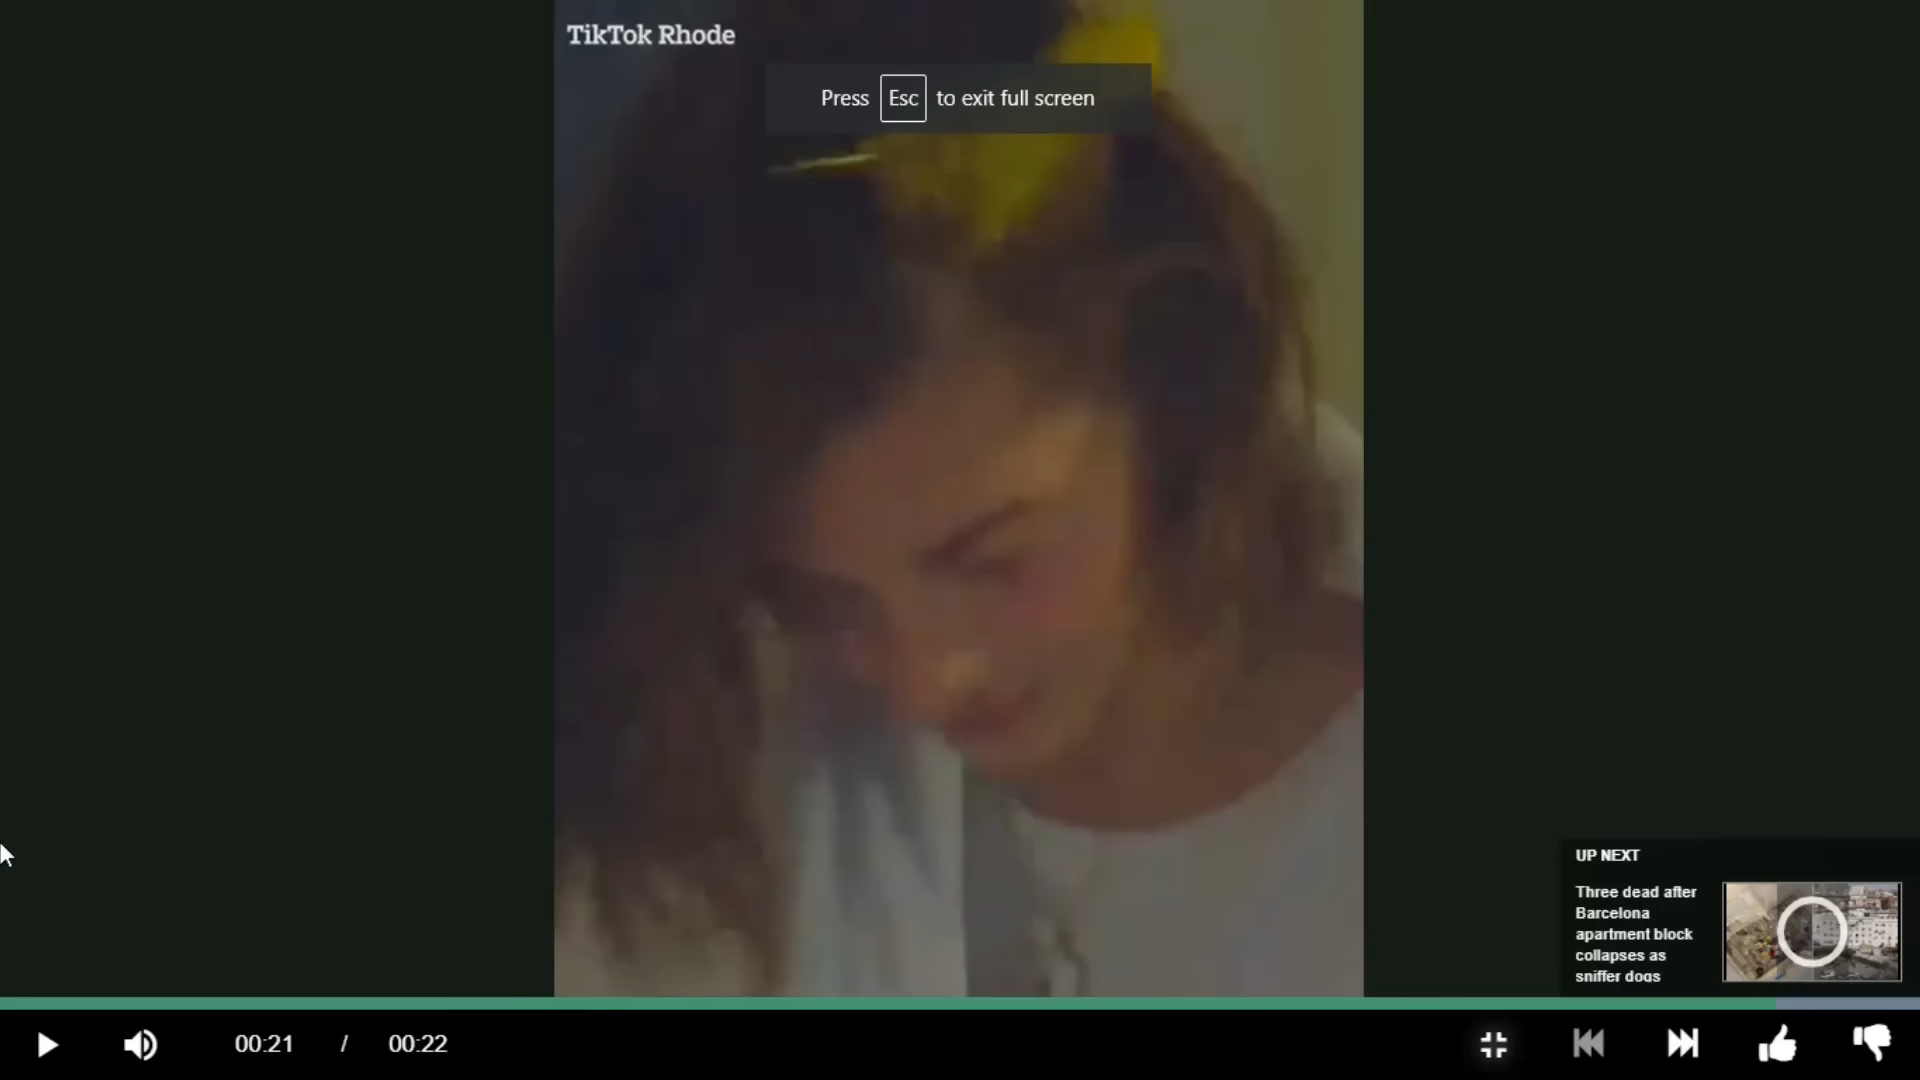 TikTok Rhode
Press Esc to exit full screen
UP NEXT
Three dead after
Barcelona
apartment block
collapses as
sniffer dogs
00:21 / 00:22